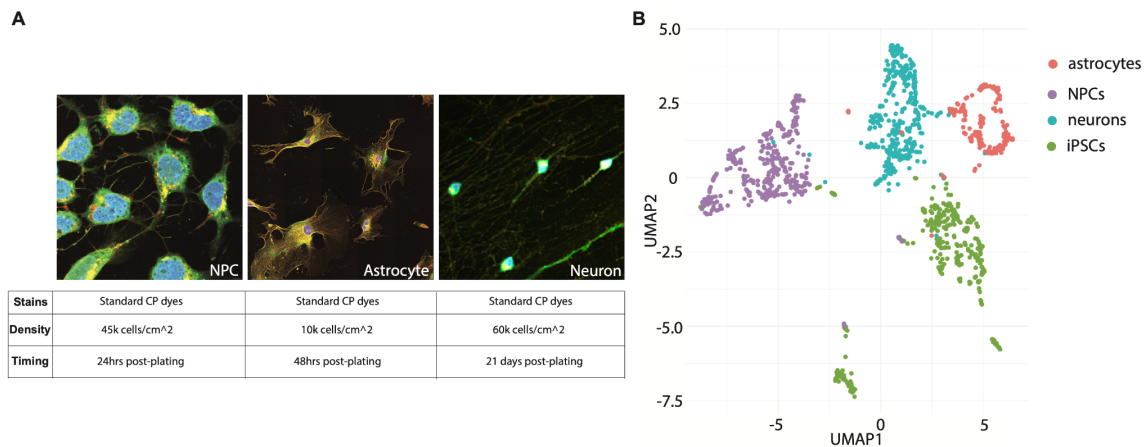 A
NPC
Astrocyte
Neuron
Stains Standard CP dyes Standard CP dyes Standard CP dyes
Density 45k cells/cm^2 10k cells/cm^2 60k cells/cm^2
Timing 24hrs post-plating 48hrs post-plating 21 days post-plating
B
5.0
2.5
0
-2.5
-5.0
-7.5
UMAP2
-5 0 5
UMAP1
astrocytes
NPCs
neurons
iPSCs